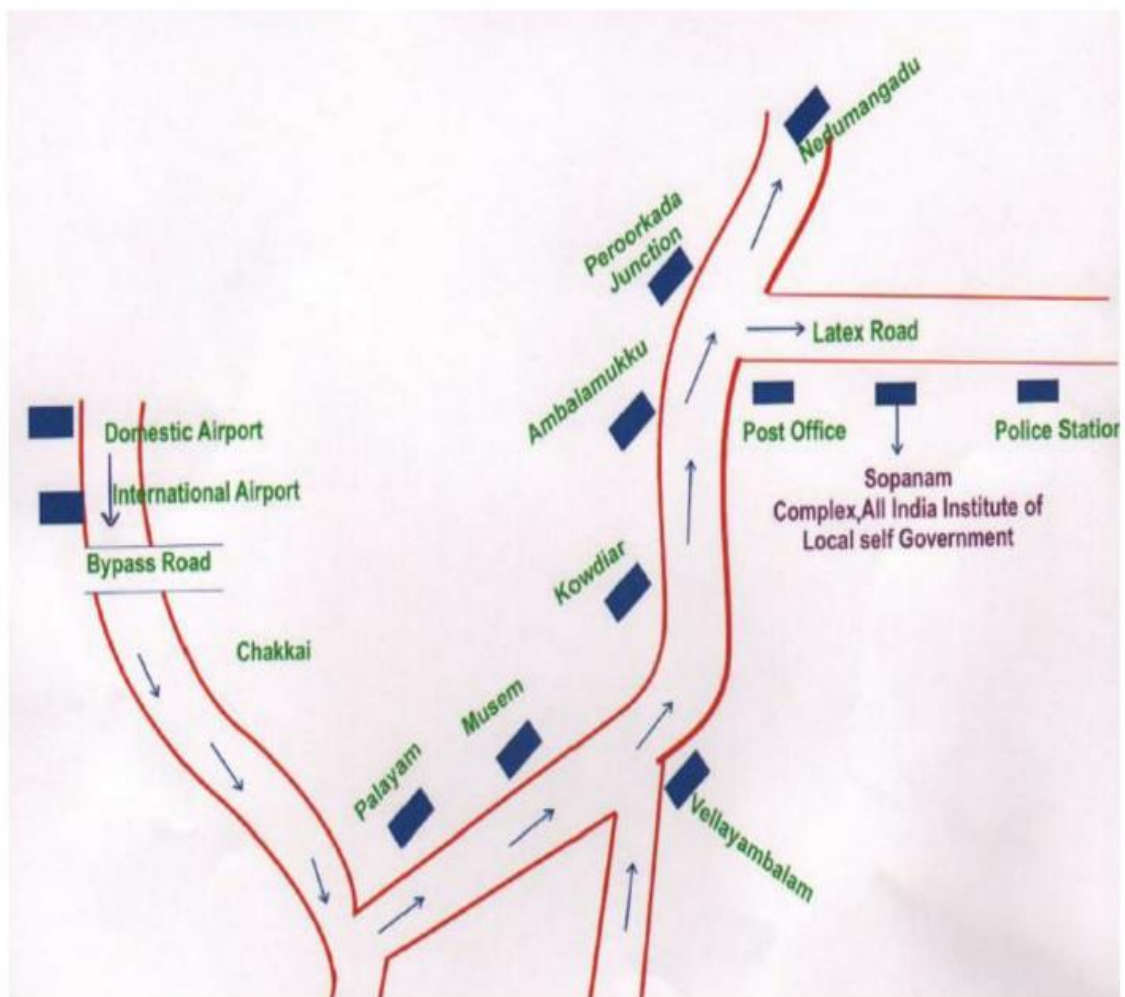 Nedumangadu
Peroorkada
Junction
Latex Road
Ambalamukku
Post Office
Police Station
Domestic Airport
Sopanam
Complex,All India Institute of
Local self Government
International Airport
Bypass Road
Kowdiar
Chakkai
Musem
Palayam
Vellayambalam